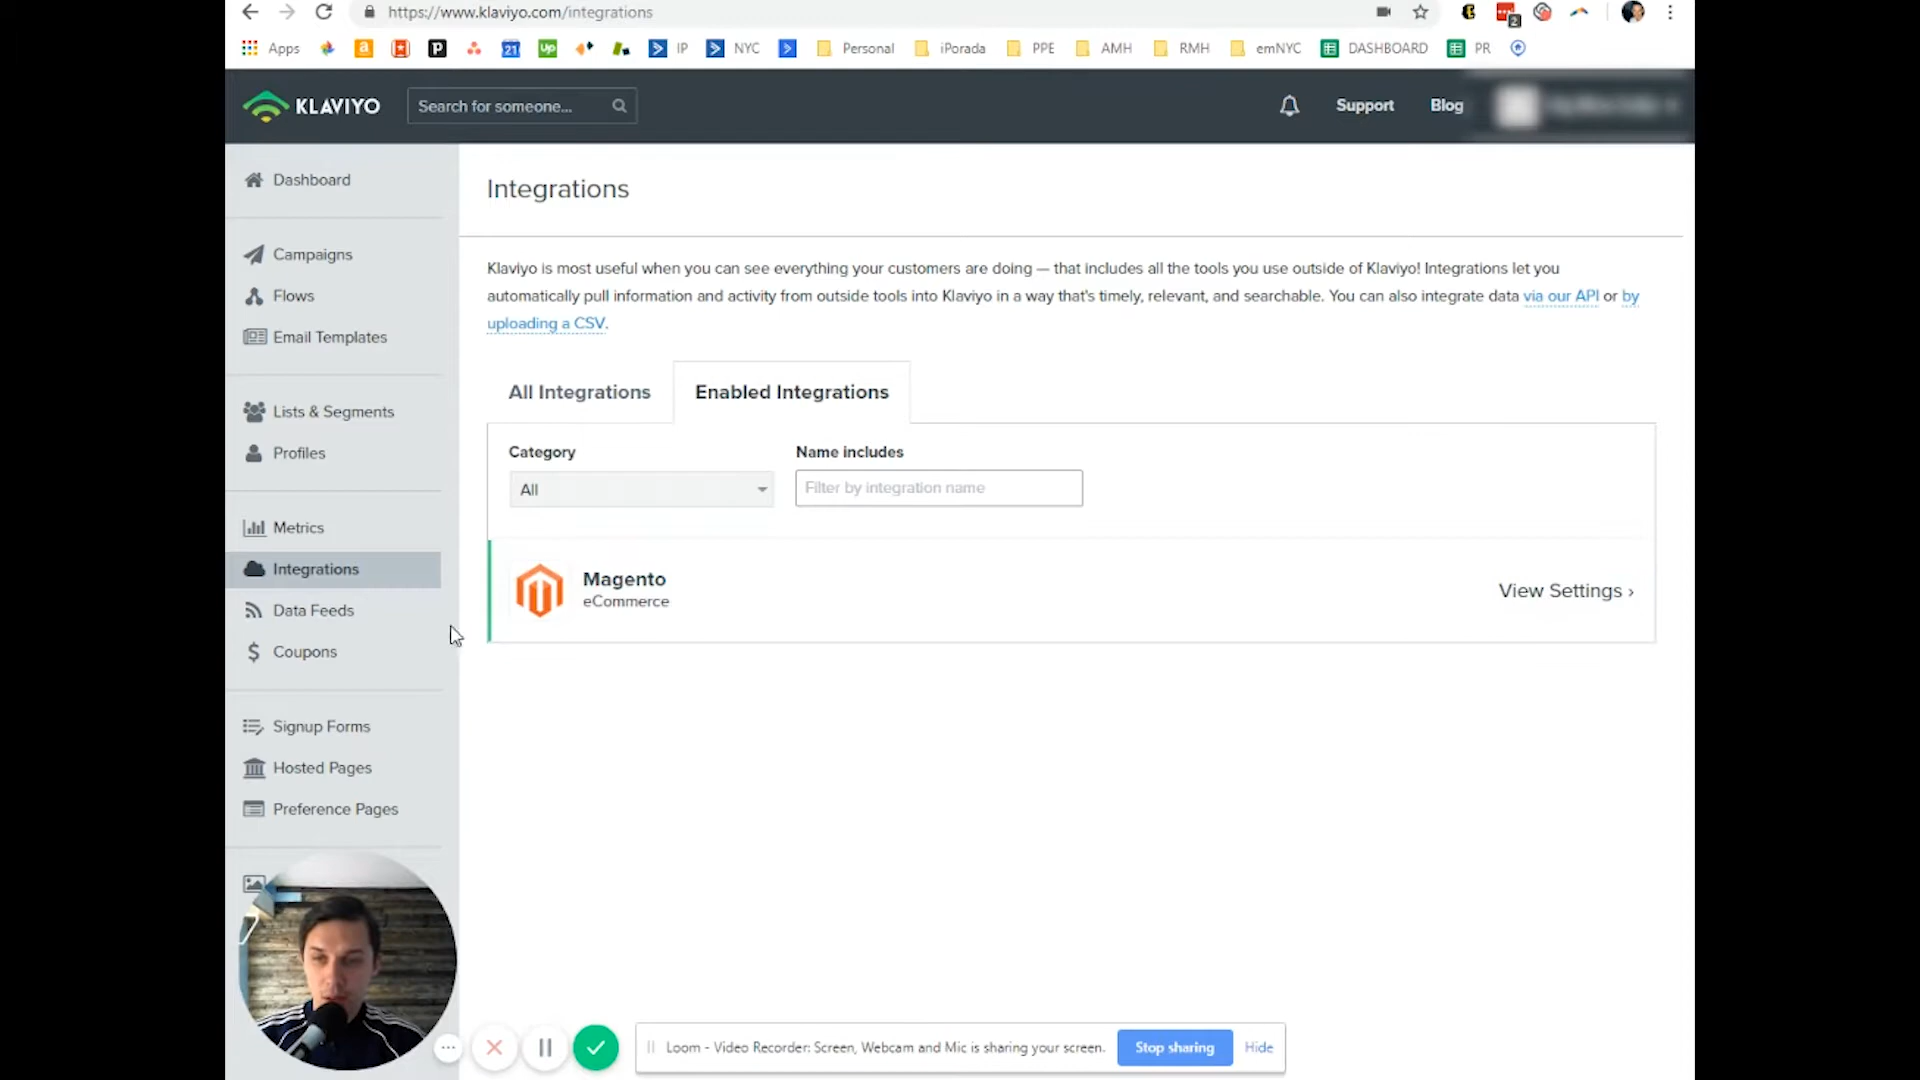 https://www.klaviyo.com/integrations
2
Apps
21
up
IP
NYC
Personal
iPorada
PPE
AMH
RMH
emNYC
DASHBOARD
PR
KLAVIYO
Search for someone...
Support
Blog
Dashboard
Campaigns
Flows
Email Templates
Lists & Segments
Profiles
Metrics
Integrations
Data Feeds
Coupons
Signup Forms
Hosted Pages
Preference Pages
Integrations
Klaviyo is most useful when you can see everything your customers are doing — that includes all the tools you use outside of Klaviyo! Integrations let you
automatically pull information and activity from outside tools into Klaviyo in a way that's timely, relevant, and searchable. You can also integrate data via our API or by
uploading a CSV.
All Integrations
Enabled Integrations
Category
Name includes
All
Filter by integration name
Magento
eCommerce
View Settings ›
Loom - Video Recorder: Screen, Webcam and Mic is sharing your screen.
Stop sharing
Hide